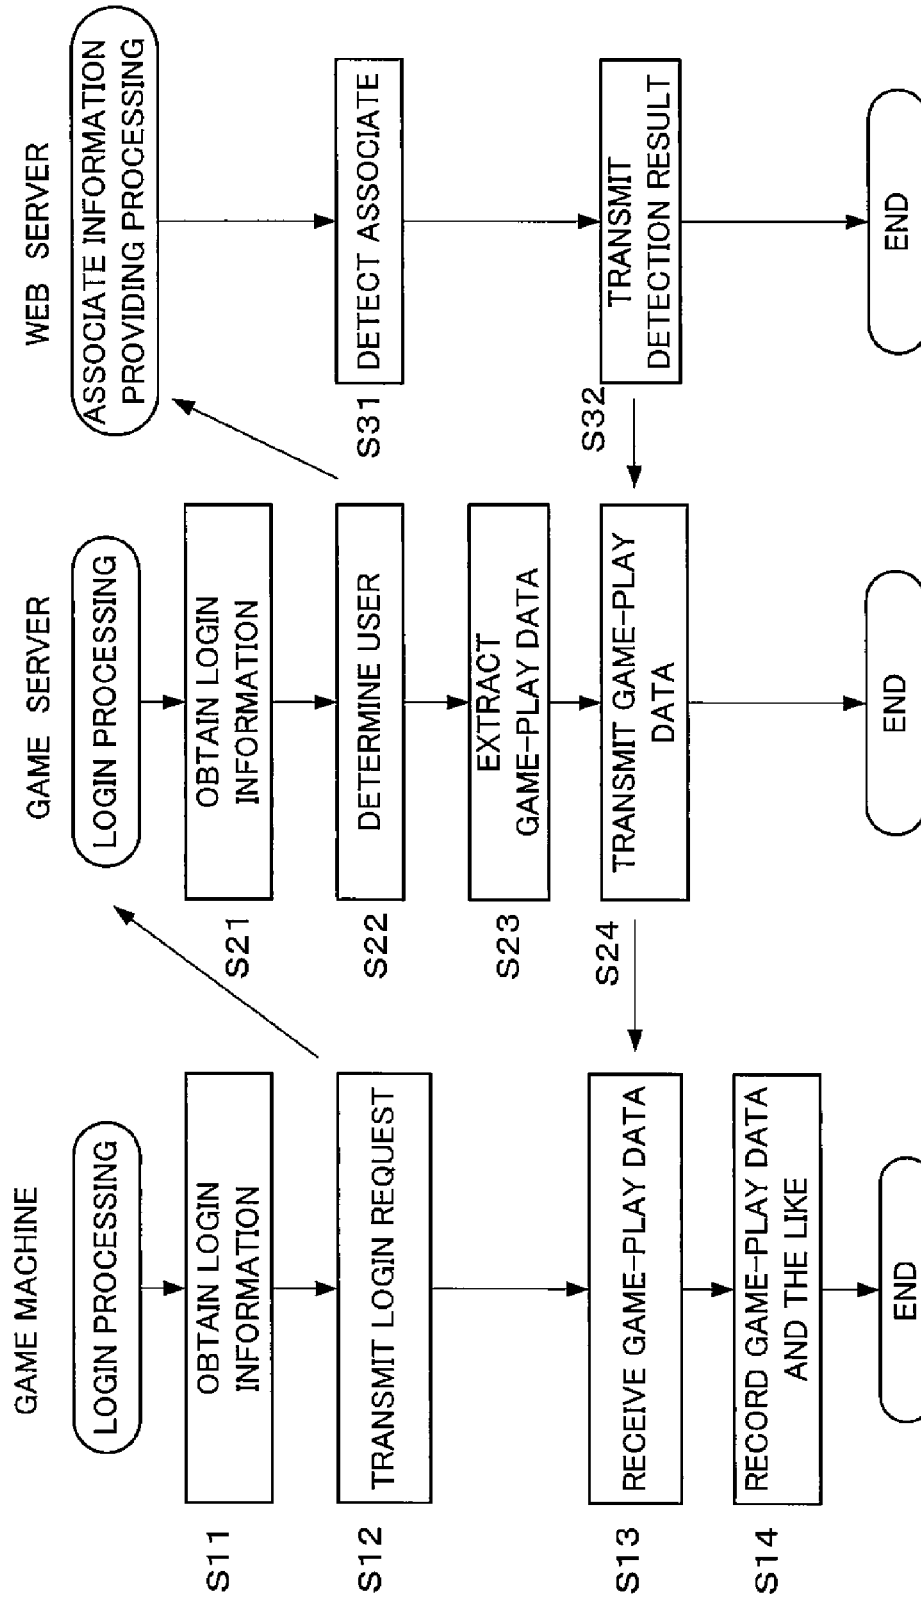 GAME MACHINE
LOGIN PROCESSING
S11
OBTAIN LOGIN
INFORMATION
S12
TRANSMIT LOGIN REQUEST
S13
RECEIVE GAME-PLAY DATA
S14
RECORD GAME-PLAY DATA
AND THE LIKE
END
GAME SERVER
LOGIN PROCESSING
S21
OBTAIN LOGIN
INFORMATION
S22
DETERMINE USER
S23
EXTRACT
GAME-PLAY DATA
S24
TRANSMIT GAME-PLAY
DATA
END
WEB SERVER
ASSOCIATE INFORMATION
PROVIDING PROCESSING
S31
DETECT ASSOCIATE
S32
TRANSMIT
DETECTION RESULT
END